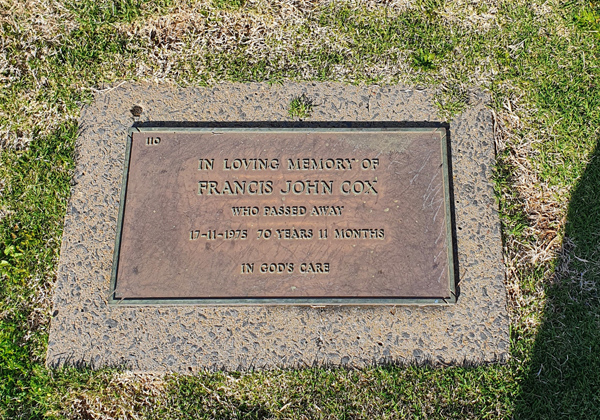 110
IN LOVING MEMORY OF
FRANCIS JOHN COX
WHO PASSED AWAY
17-11-1975 70 YEARS 11 MONTHS
IN GOD'S CARE